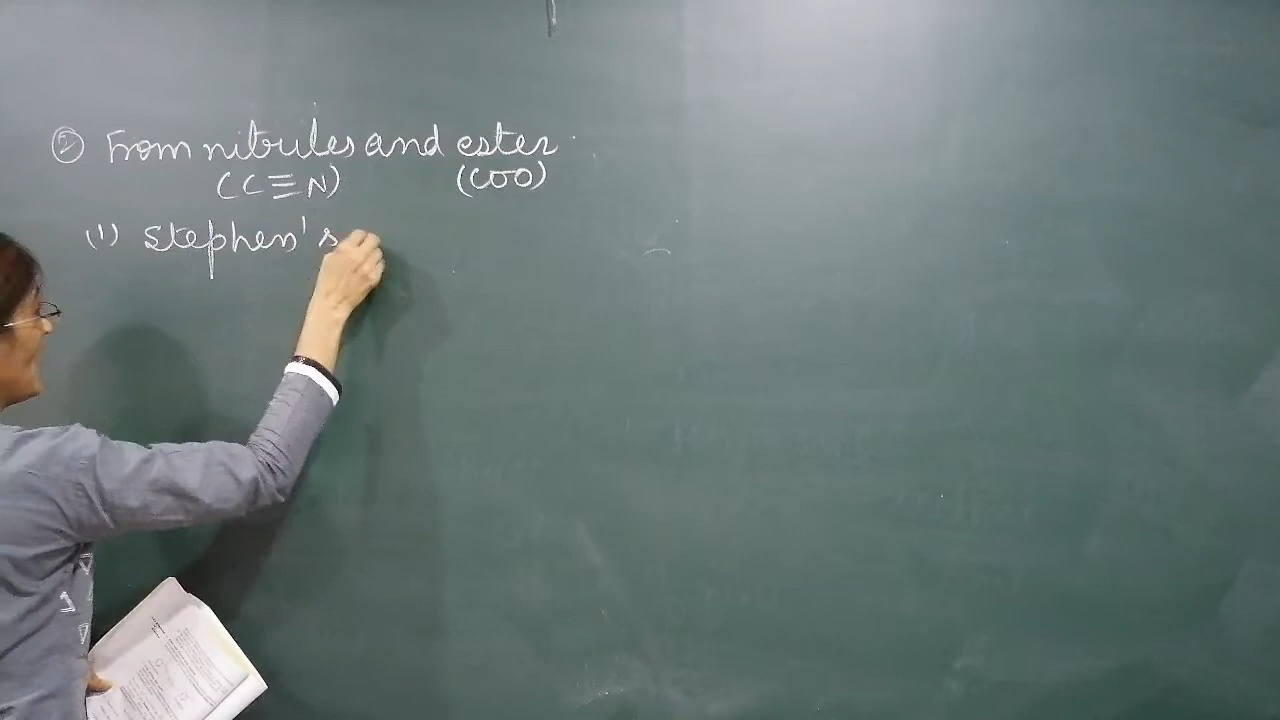 ② From nitriles and ester
(C≡N) (COO)
(1) Stephen's